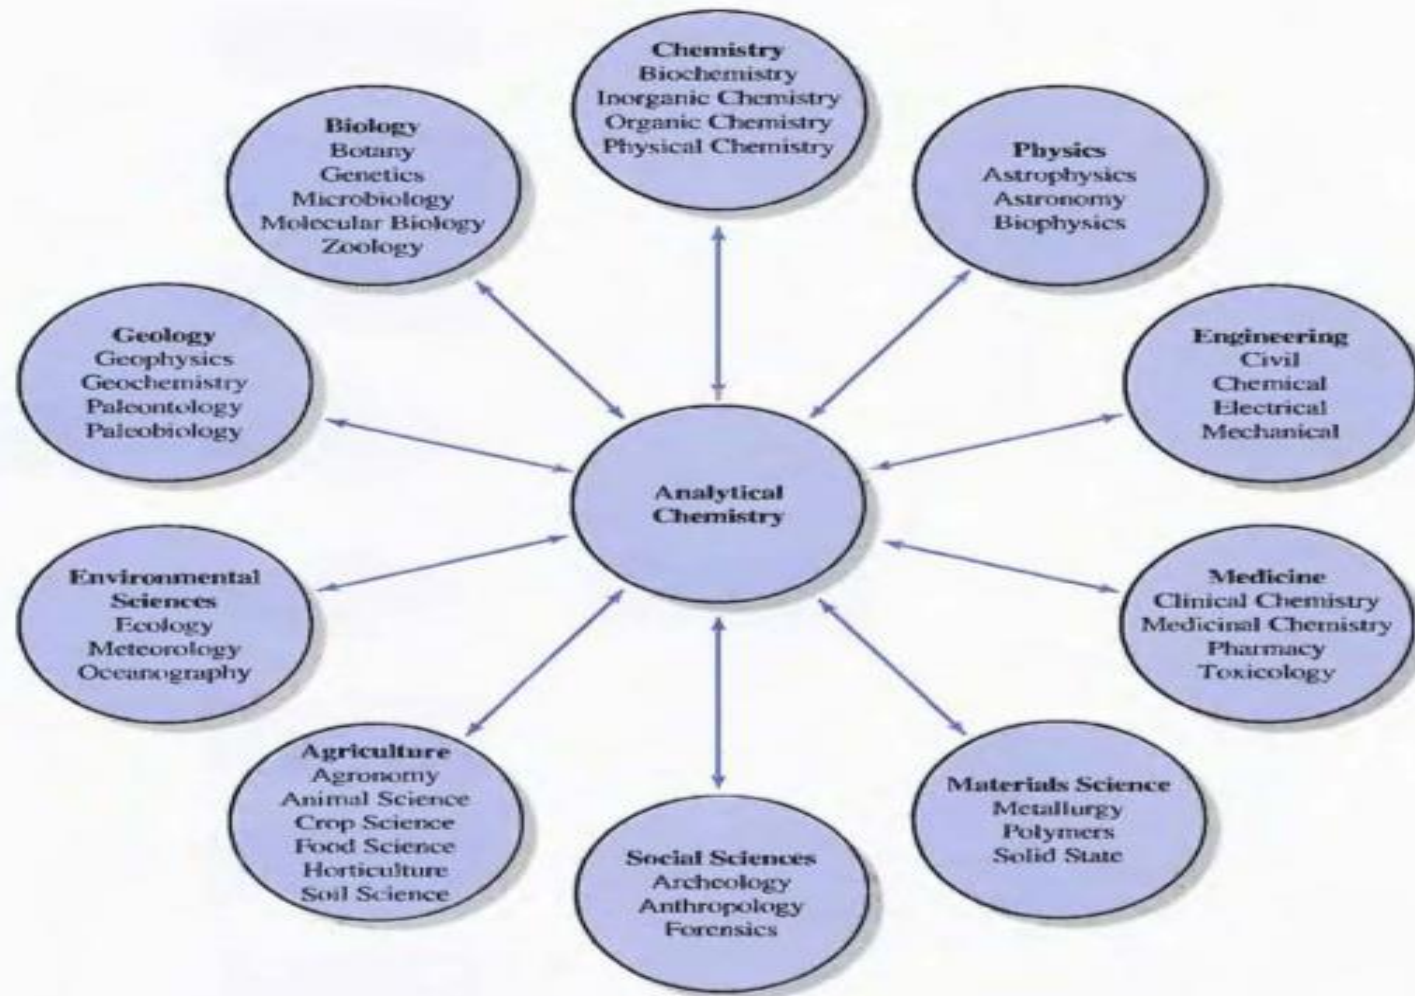 Chemistry
Biochemistry
Inorganic Chemistry
Organic Chemistry
Physical Chemistry
Biology
Botany
Genetics
Microbiology
Molecular Biology
Zoology
Physics
Astrophysics
Astronomy
Biophysics
Geology
Geophysics
Geochemistry
Paleontology
Paleobiology
Engineering
Civil
Chemical
Electrical
Mechanical
Analytical
Chemistry
Environmental
Sciences
Ecology
Meteorology
Oceanography
Medicine
Clinical Chemistry
Medicinal Chemistry
Pharmacy
Toxicology
Agriculture
Agronomy
Animal Science
Crop Science
Food Science
Horticulture
Soil Science
Social Sciences
Archeology
Anthropology
Forensics
Materials Science
Metallurgy
Polymers
Solid State